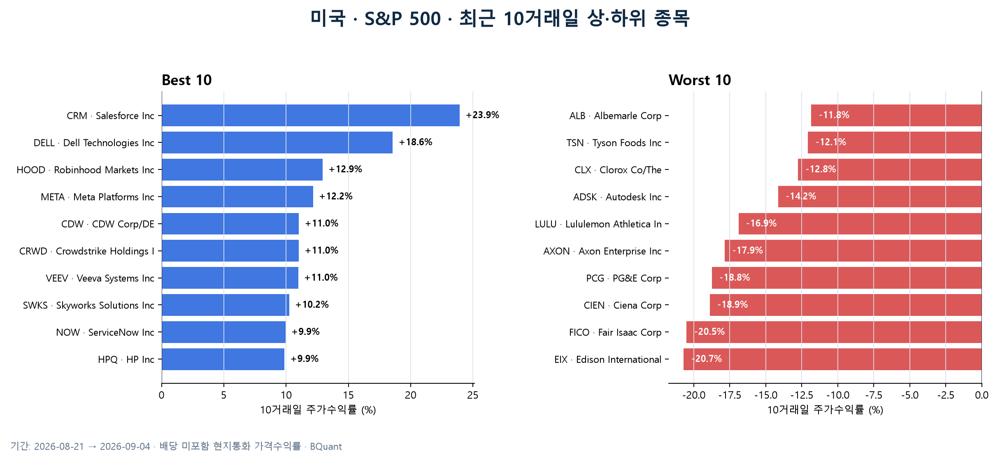 미국 · S&P 500 · 최근 10거래일 상·하위 종목
Best 10
CRM · Salesforce Inc +23.9%
DELL · Dell Technologies Inc +18.6%
HOOD · Robinhood Markets Inc +12.9%
META · Meta Platforms Inc +12.2%
CDW · CDW Corp/DE +11.0%
CRWD · Crowdstrike Holdings I +11.0%
VEEV · Veeva Systems Inc +11.0%
SWKS · Skyworks Solutions Inc +10.2%
NOW · ServiceNow Inc +9.9%
HPQ · HP Inc +9.9%
0 5 10 15 20 25
10거래일 주가수익률 (%)
Worst 10
ALB · Albemarle Corp -11.8%
TSN · Tyson Foods Inc -12.1%
CLX · Clorox Co/The -12.8%
ADSK · Autodesk Inc -14.2%
LULU · Lululemon Athletica In -16.9%
AXON · Axon Enterprise Inc -17.9%
PCG · PG&E Corp -18.8%
CIEN · Ciena Corp -18.9%
FICO · Fair Isaac Corp -20.5%
EIX · Edison International -20.7%
-20.0 -17.5 -15.0 -12.5 -10.0 -7.5 -5.0 -2.5 0.0
10거래일 주가수익률 (%)
기간: 2026-08-21 → 2026-09-04 · 배당 미포함 현지통화 가격수익률 · BQuant